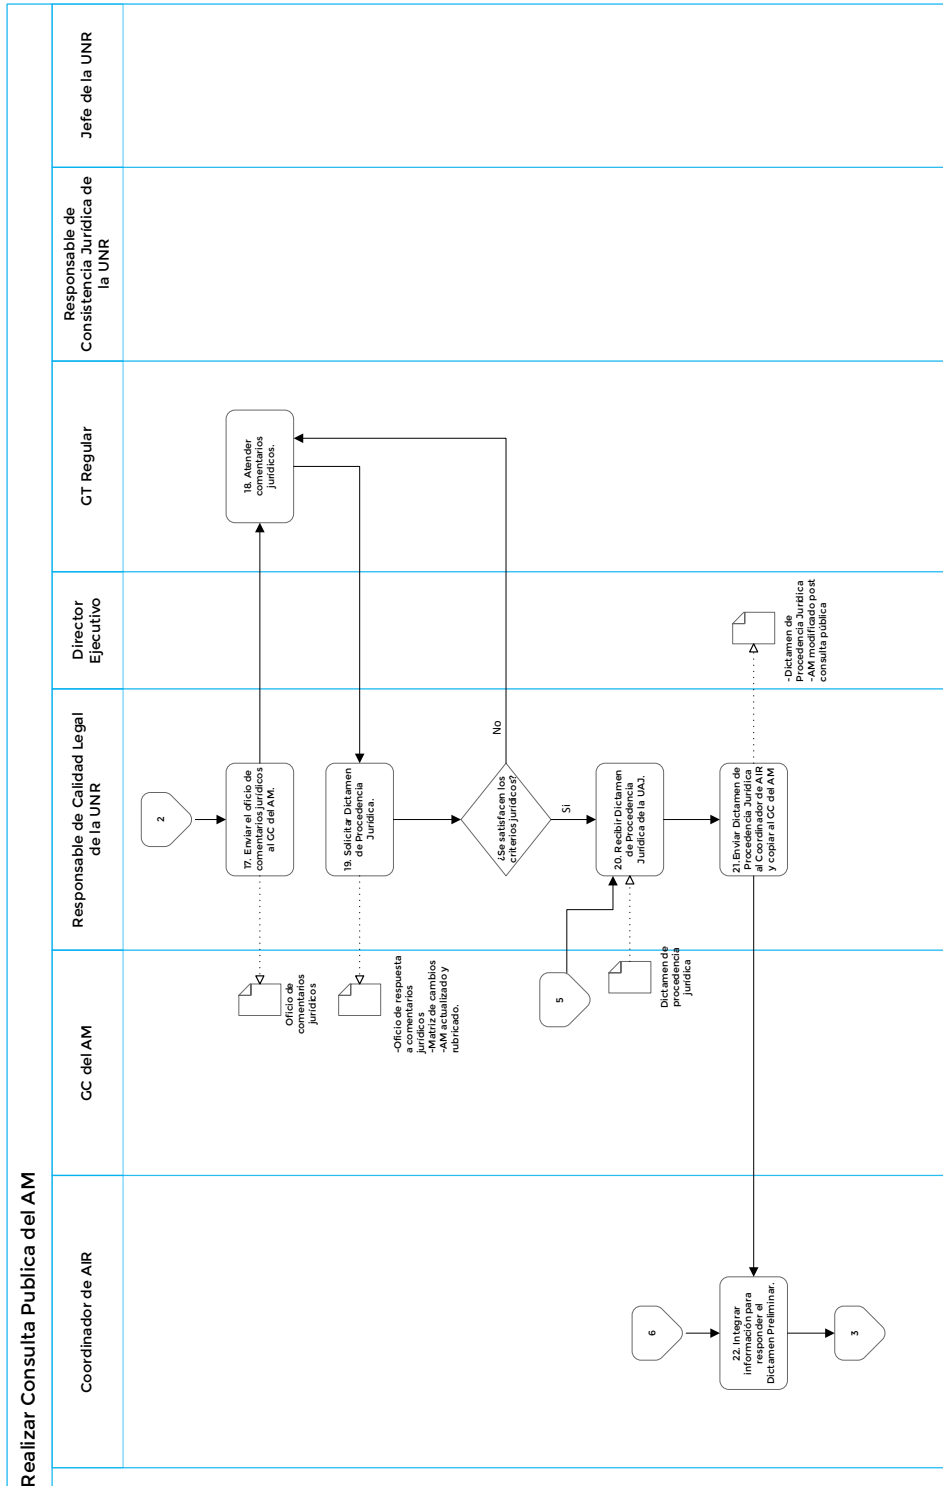 Realizar Consulta Publica del AM
Coordinador de AIR
GC del AM
Responsable de Calidad Legal
de la UNR
Director
Ejecutivo
GT Regular
Responsable de
Consistencia Jurídica de
la UNR
Jefe de la UNR
2
17. Enviar el oficio de
comentarios jurídicos
al GC del AM.
Oficio de
comentarios
jurídicos
18. Atender
comentarios
jurídicos.
19. Solicitar Dictamen
de Procedencia
Jurídica.
-Oficio de respuesta
a comentarios
jurídicos
-Matriz de cambios
-AM actualizado y
rubricado.
¿Se satisfacen los
criterios jurídicos?
No
Si
5
20. Recibir Dictamen
de Procedencia
Jurídica de la UAJ.
Dictamen de
procedencia
jurídica
21.Enviar Dictamen de
Procedencia Jurídica
al Coordinador de AIR
y copiar al GC del AM
-Dictamen de
Procedencia Jurídica
-AM modificado post
consulta pública
6
22. Integrar
información para
responder el
Dictamen Preliminar.
3